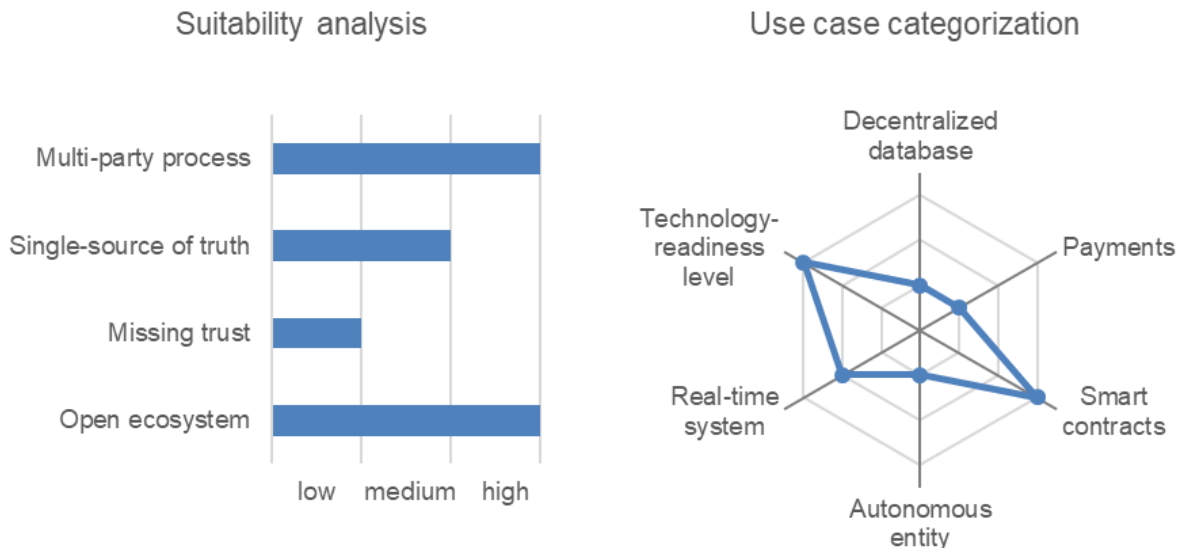 Suitability analysis
Multi-party process
Single-source of truth
Missing trust
Open ecosystem
low
medium
high
Use case categorization
Decentralized
database
Payments
Smart
contracts
Autonomous
entity
Real-time
system
Technology-
readiness
level